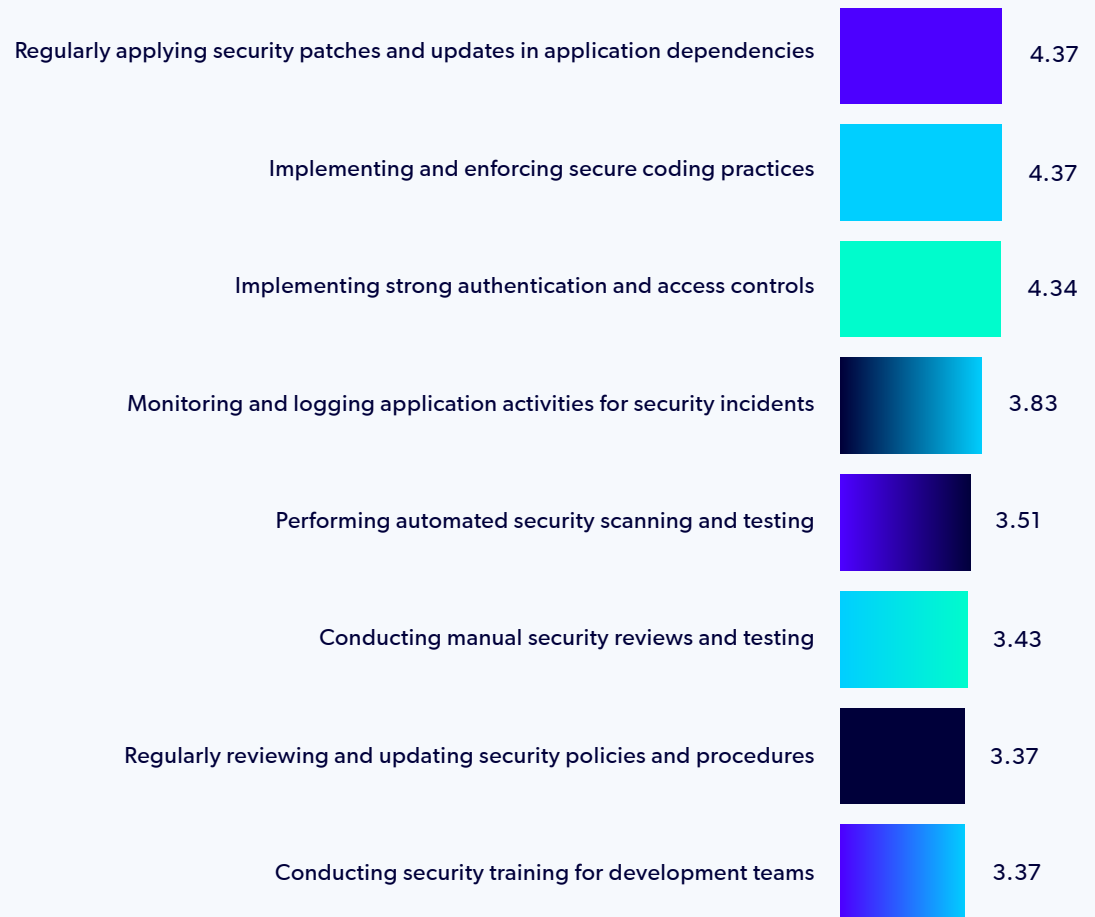 Regularly applying security patches and updates in application dependencies 4.37
Implementing and enforcing secure coding practices 4.37
Implementing strong authentication and access controls 4.34
Monitoring and logging application activities for security incidents 3.83
Performing automated security scanning and testing 3.51
Conducting manual security reviews and testing 3.43
Regularly reviewing and updating security policies and procedures 3.37
Conducting security training for development teams 3.37